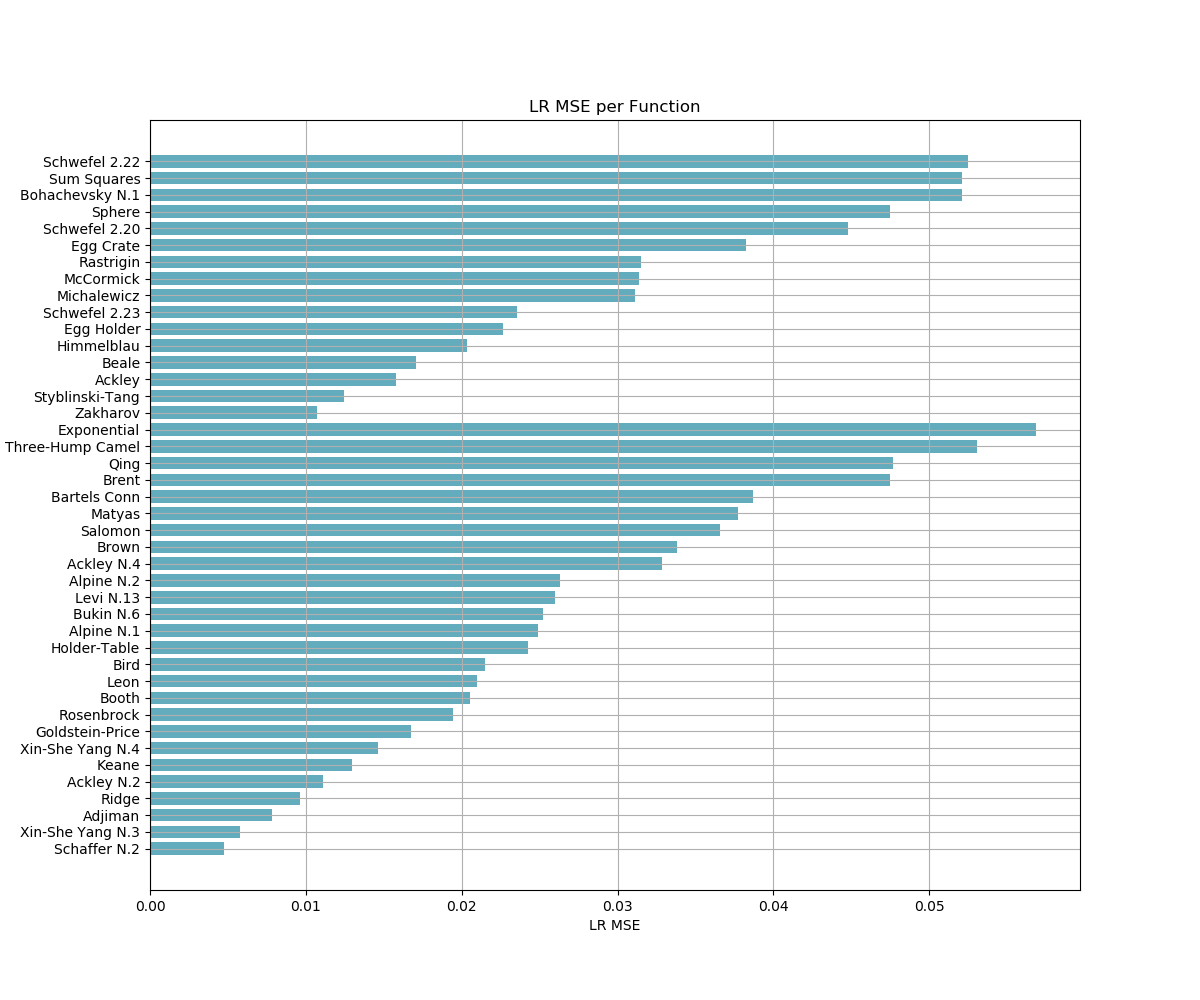 LR MSE per Function
Schwefel 2.22
Sum Squares
Bohachevsky N.1
Sphere
Schwefel 2.20
Egg Crate
Rastrigin
McCormick
Michalewicz
Schwefel 2.23
Egg Holder
Himmelblau
Beale
Ackley
Styblinski-Tang
Zakharov
Exponential
Three-Hump Camel
Qing
Brent
Bartels Conn
Matyas
Salomon
Brown
Ackley N.4
Alpine N.2
Levi N.13
Bukin N.6
Alpine N.1
Holder-Table
Bird
Leon
Booth
Rosenbrock
Goldstein-Price
Xin-She Yang N.4
Keane
Ackley N.2
Ridge
Adjiman
Xin-She Yang N.3
Schaffer N.2
0.00 0.01 0.02 0.03 0.04 0.05
LR MSE